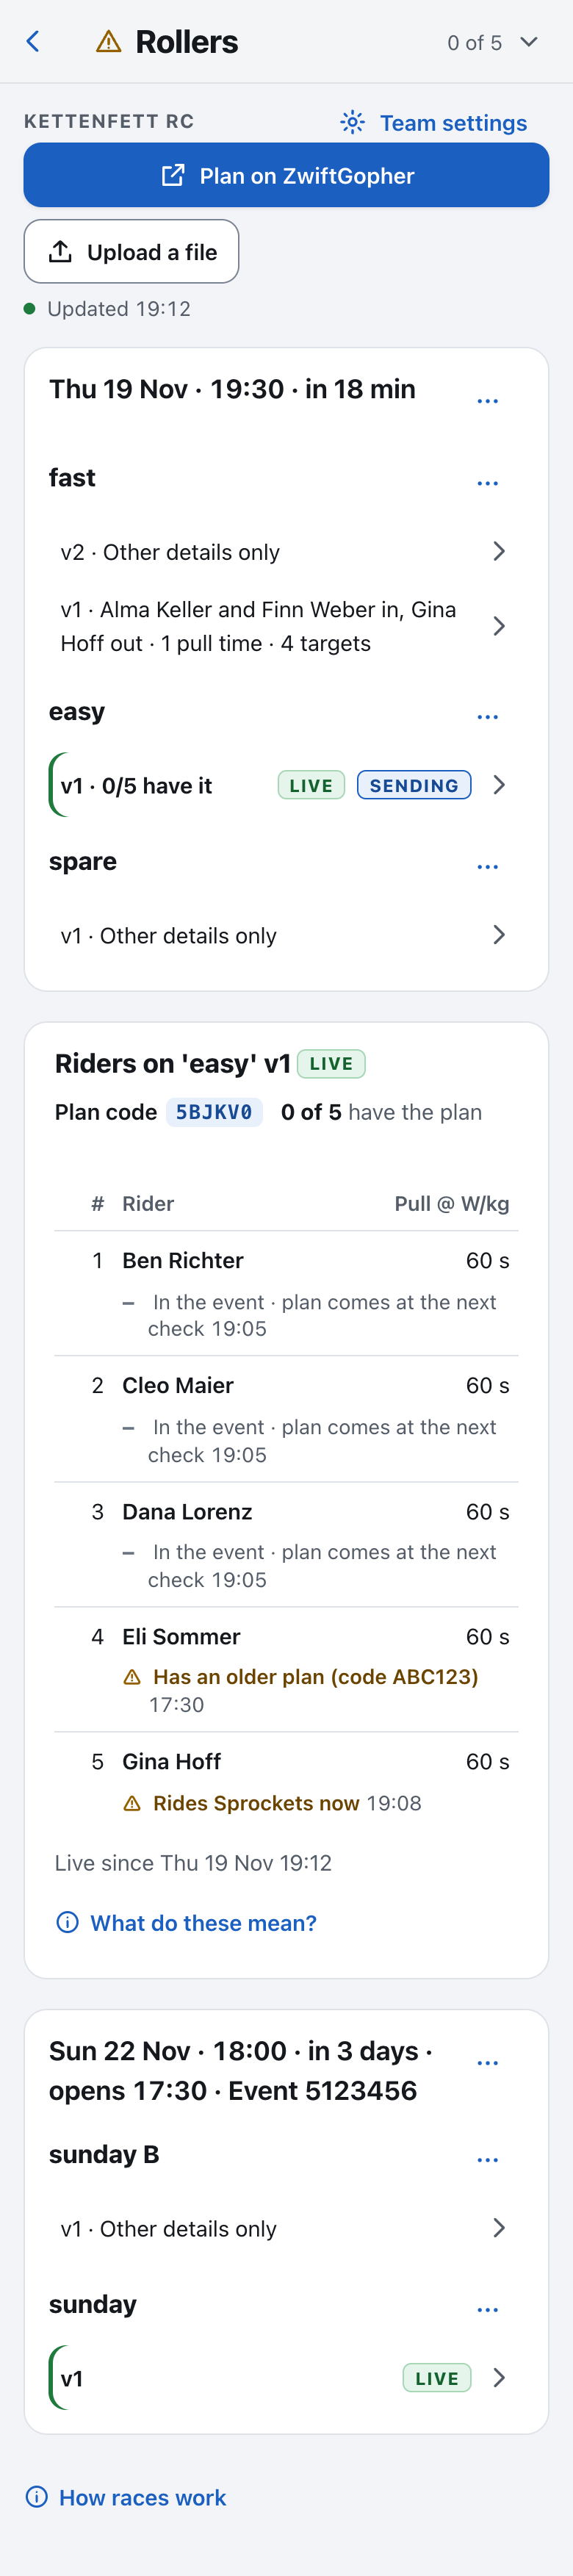 Rollers
0 of 5
KETTENFETT RC
Team settings
Plan on ZwiftGopher
Upload a file
Updated 19:12
Thu 19 Nov · 19:30 · in 18 min
...
fast
...
v2 · Other details only
v1 · Alma Keller and Finn Weber in, Gina
Hoff out · 1 pull time · 4 targets
easy
...
v1 · 0/5 have it
LIVE
SENDING
spare
...
v1 · Other details only
Riders on 'easy' v1 LIVE
Plan code 5BJKV0 0 of 5 have the plan
# Rider Pull @ W/kg
1 Ben Richter 60 s
– In the event · plan comes at the next
check 19:05
2 Cleo Maier 60 s
– In the event · plan comes at the next
check 19:05
3 Dana Lorenz 60 s
– In the event · plan comes at the next
check 19:05
4 Eli Sommer 60 s
Has an older plan (code ABC123)
17:30
5 Gina Hoff 60 s
Rides Sprockets now 19:08
Live since Thu 19 Nov 19:12
What do these mean?
Sun 22 Nov · 18:00 · in 3 days ·
opens 17:30 · Event 5123456
...
sunday B
...
v1 · Other details only
sunday
...
v1
LIVE
How races work